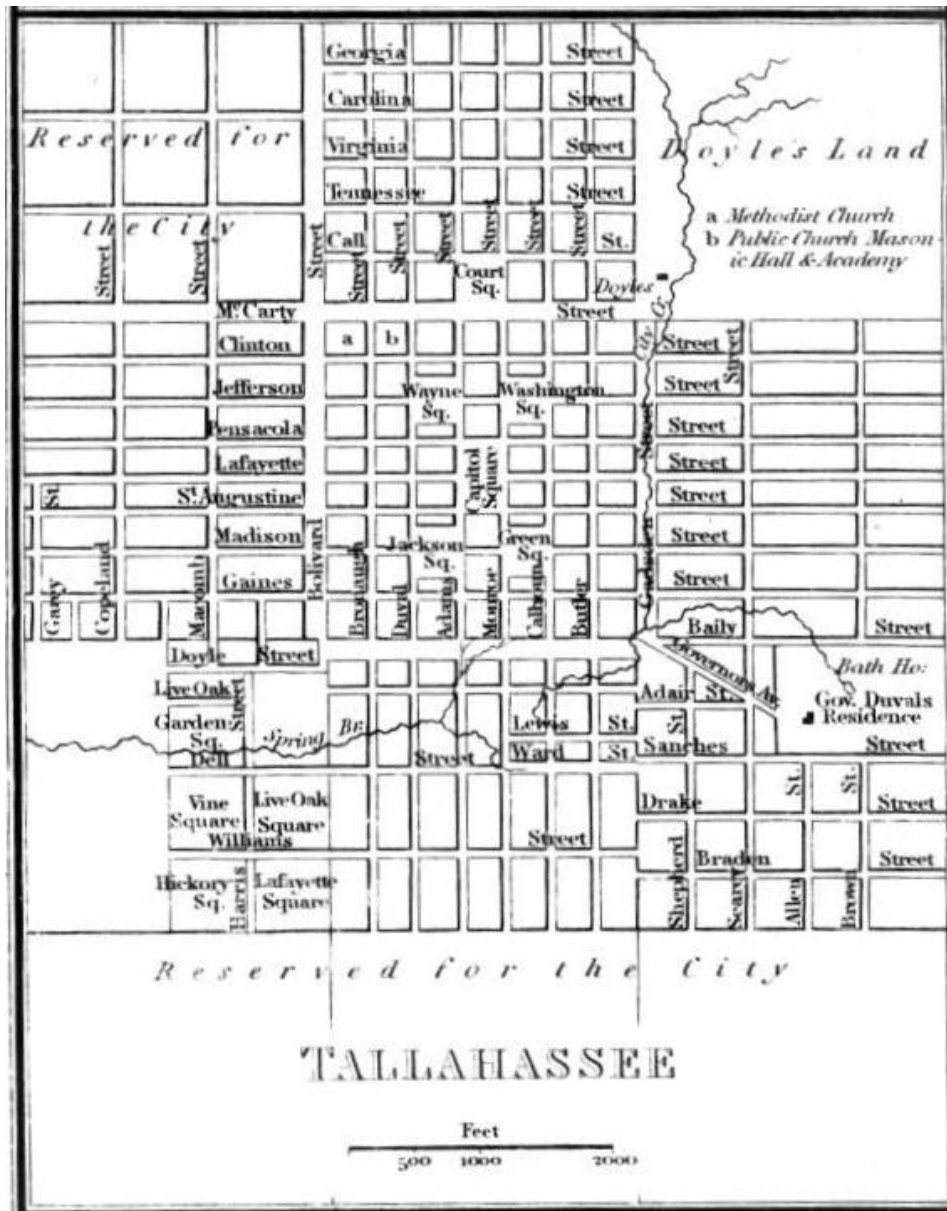 Georgia Street
Carolina Street
Reserved for
Virginia Street
Doyle's Land
Tennessee Street
a Methodist Church
the City
Call St.
b Public Church Mason-
ic Hall & Academy
Street
Street
Street
Street
Street
Street
Street
Street
Street
Court
Sq.
Doyles
Mc. Carty Street
City Cr.
Clinton a b Street
Street
Jefferson Street
Wayne
Sq.
Washington
Sq.
Pensacola Street
Lafayette Street
Capitol
Square
St. Augustine Street
St.
Madison Street
Jackson
Sq.
Green
Sq.
Gaines Street
Garey
Copeland
Macomb
Bolivard
Bronaugh
Duval
Adams
Monroe
Calhoun
Butler
Gadsden Street
Baily Street
Doyle Street
Governors Av.
Bath Ho:
Live Oak
Street
Adair St.
Gov. Duvals
Residence
Garden
Sq.
Spring Br.
Lewis St.
St.
Dell Street
Ward St.
Sanches Street
Vine
Square
Live Oak
Square
Drake Street
St.
St.
Williams Street
Braden Street
Hickory
Sq.
Harris
Lafayette
Square
Shepherd
Searcy
Allen
Brown
Reserved for the City
TALLAHASSEE
Feet
500 1000 2000